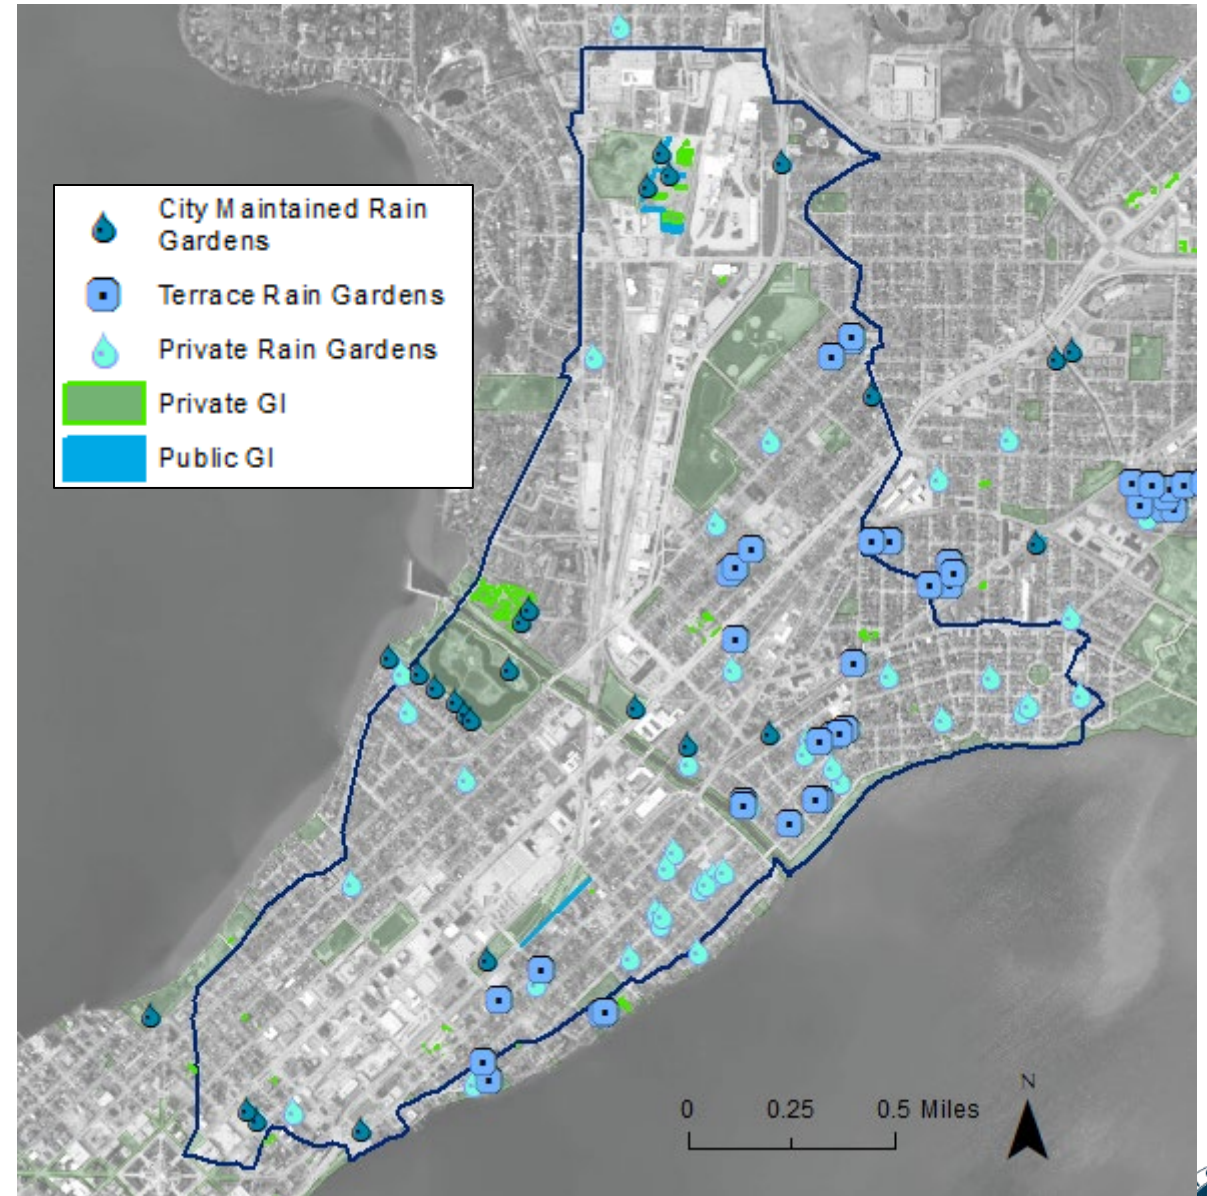 City Maintained Rain
Gardens
Terrace Rain Gardens
Private Rain Gardens
Private GI
Public GI
N
0 0.25 0.5 Miles